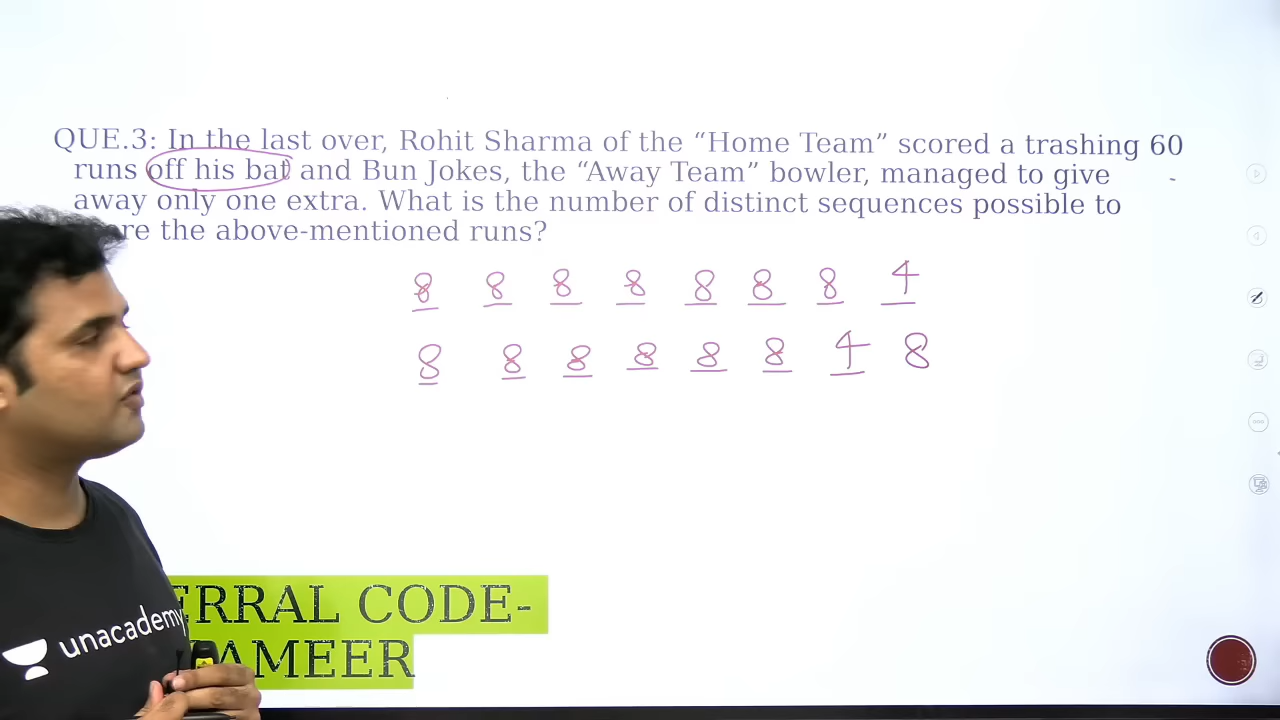 QUE.3: In the last over, Rohit Sharma of the “Home Team” scored a trashing 60
runs off his bat and Bun Jokes, the “Away Team” bowler, managed to give
away only one extra. What is the number of distinct sequences possible to
the above-mentioned runs?
8 8 8 8 8 8 8 4
8 8 8 8 8 8 4 8
unacademy
CODE-